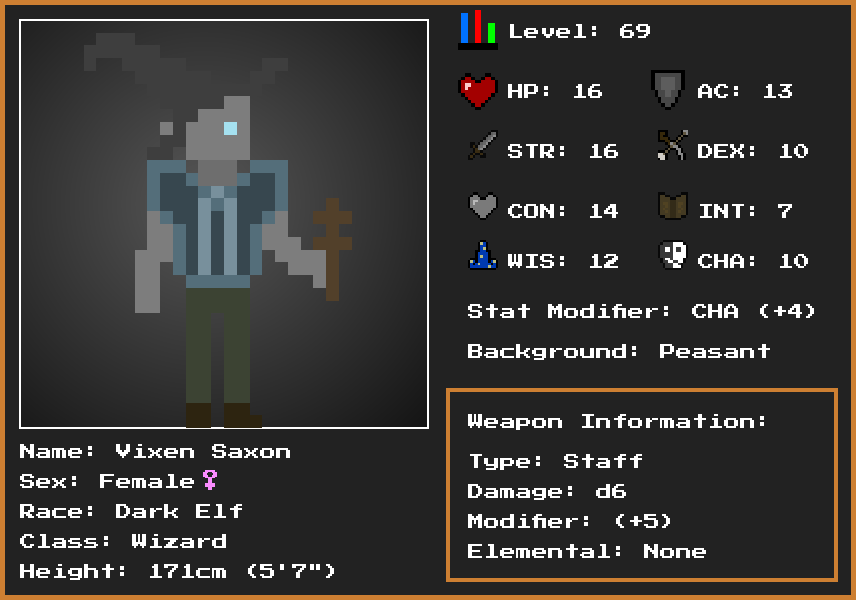 Level: 69
HP: 16
AC: 13
STR: 16
DEX: 10
CON: 14
INT: 7
WIS: 12
CHA: 10
Stat Modifier: CHA (+4)
Background: Peasant
Weapon Information:
Type: Staff
Damage: d6
Modifier: (+5)
Elemental: None
Name: Vixen Saxon
Sex: Female♀
Race: Dark Elf
Class: Wizard
Height: 171cm (5'7")